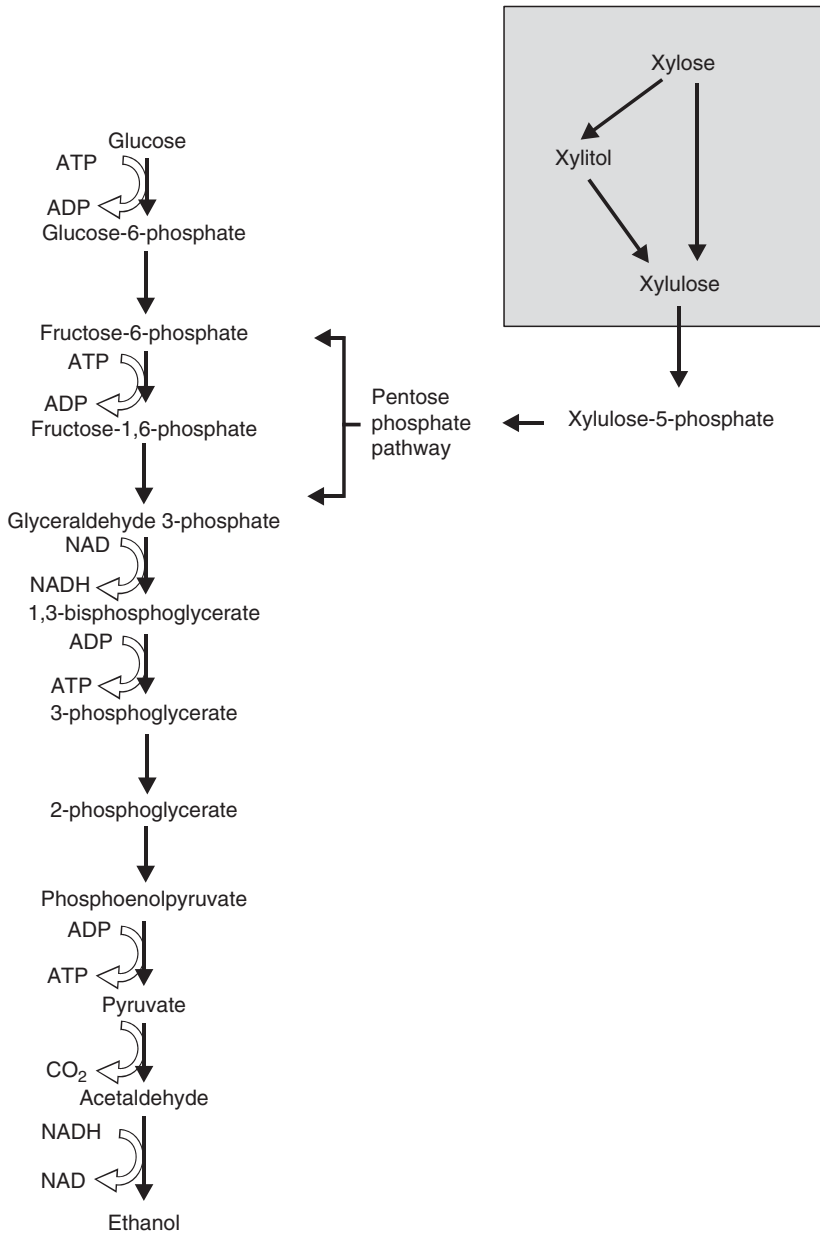 Xylose
Xylitol
Xylulose
Glucose
ATP
ADP
Glucose-6-phosphate
Fructose-6-phosphate
ATP
ADP
Fructose-1,6-phosphate
Pentose
phosphate
pathway
Xylulose-5-phosphate
Glyceraldehyde 3-phosphate
NAD
NADH
1,3-bisphosphoglycerate
ADP
ATP
3-phosphoglycerate
2-phosphoglycerate
Phosphoenolpyruvate
ADP
ATP
Pyruvate
CO₂
Acetaldehyde
NADH
NAD
Ethanol